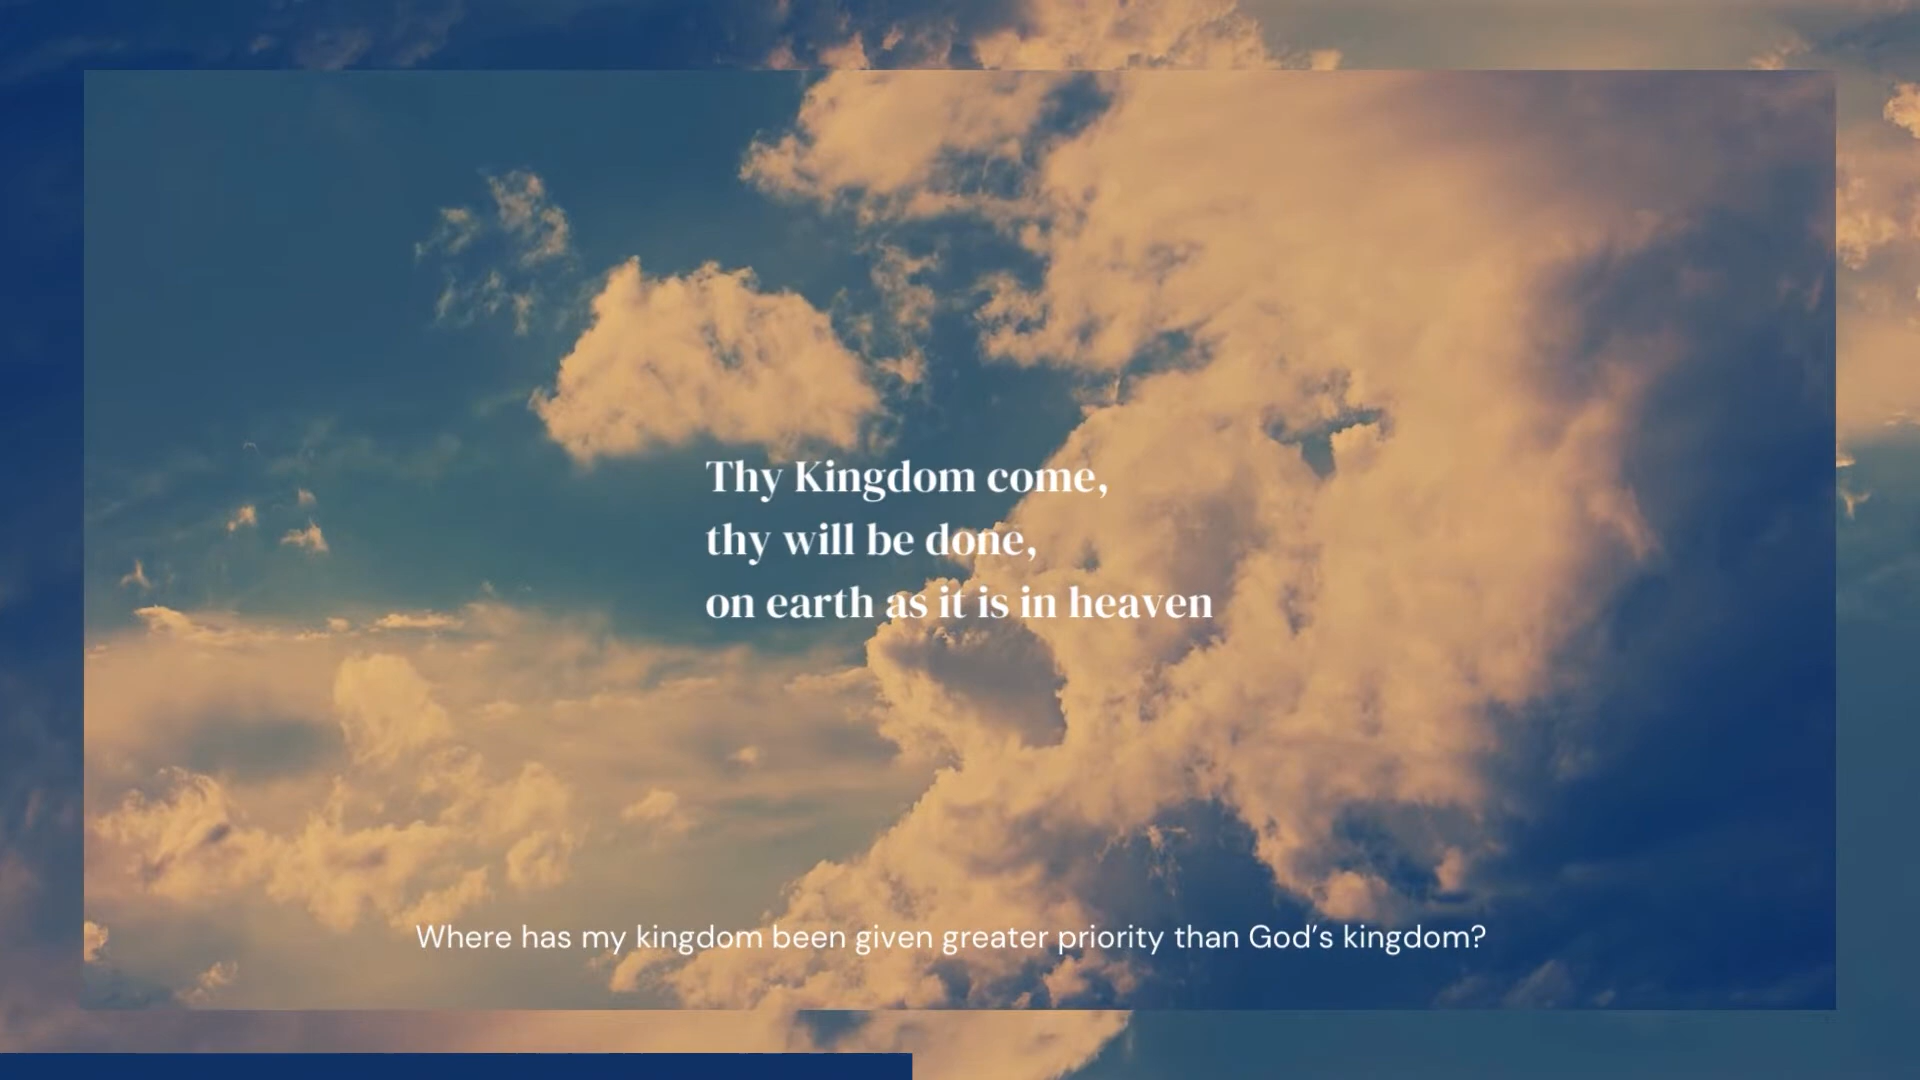 Thy Kingdom come,
thy will be done,
on earth as it is in heaven
Where has my kingdom been given greater priority than God’s kingdom?